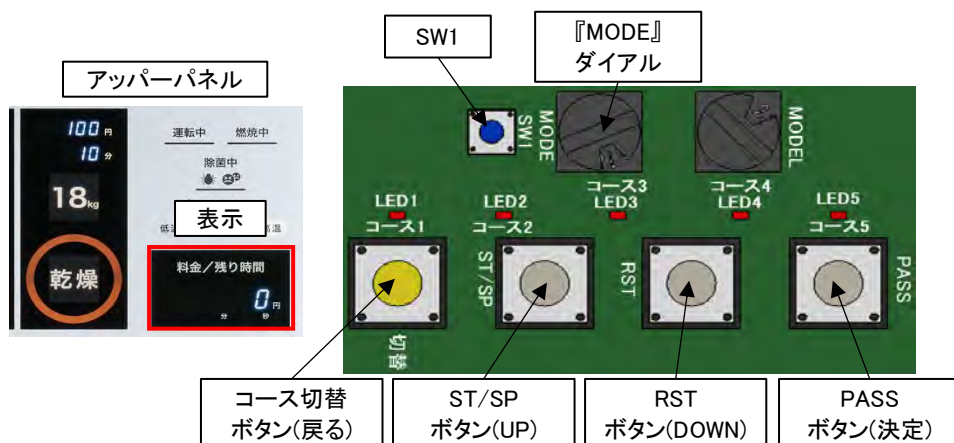 SW1
『MODE』
ダイアル
アッパーパネル
100 円
10 分
18kg
乾燥
運転中
燃焼中
除菌中
表示
低
高温
料金/残り時間
0 円
分 秒
SW1
MODE
MODEL
コース3
コース4
LED1
LED2
LED3
LED4
LED5
コース1
コース2
コース5
ST/SP
RST
PASS
切替
コース切替
ボタン(戻る)
ST/SP
ボタン(UP)
RST
ボタン(DOWN)
PASS
ボタン(決定)